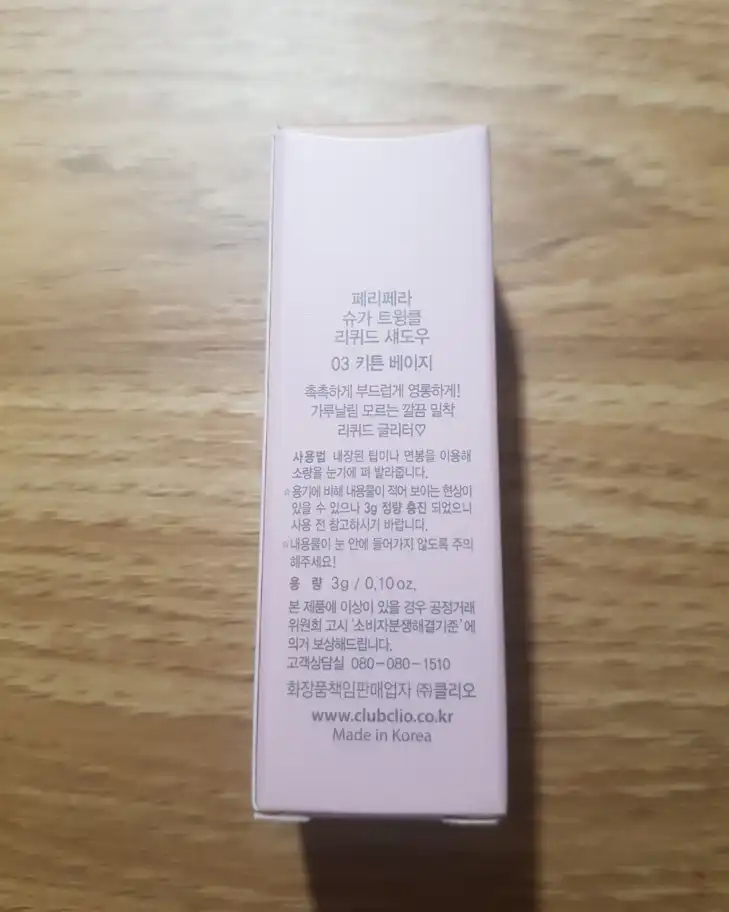 페리페라
슈가 트윙클
리퀴드 섀도우
03 키튼 베이지
촉촉하게 부드럽게 영롱하게!
가루날림 모르는 깔끔 밀착
리퀴드 글리터♡
사용법 내장된 팁이나 면봉을 이용해
소량을 눈가에 펴 발라줍니다.
☆용기에 비해 내용물이 적어 보이는 현상이
있을 수 있으나 3g 정량 충진 되었으니
사용 전 참고하시기 바랍니다.
☆내용물이 눈 안에 들어가지 않도록 주의
해주세요!
용 량 3g / 0.10oz.
본 제품에 이상이 있을 경우 공정거래
위원회 고시 '소비자분쟁해결기준'에
의거 보상해드립니다.
고객상담실 080-080-1510
화장품책임판매업자 ㈜클리오
www.clubclio.co.kr
Made in Korea